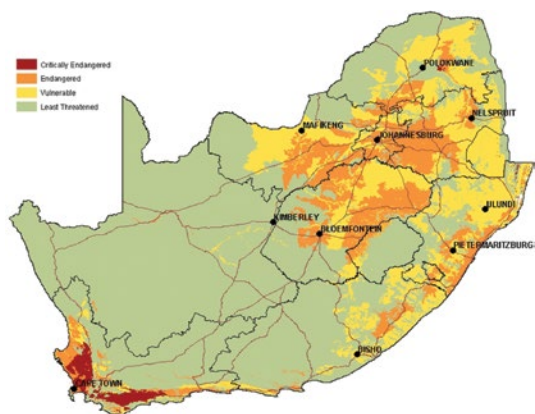 Critically Endangered
Endangered
Vulnerable
Least Threatened
POLOKWANE
NELSPRUIT
MAFIKENG
JOHANNESBURG
ULUNDI
KIMBERLEY
BLOEMFONTEIN
PIETERMARITZBURG
BISHO
CAPE TOWN